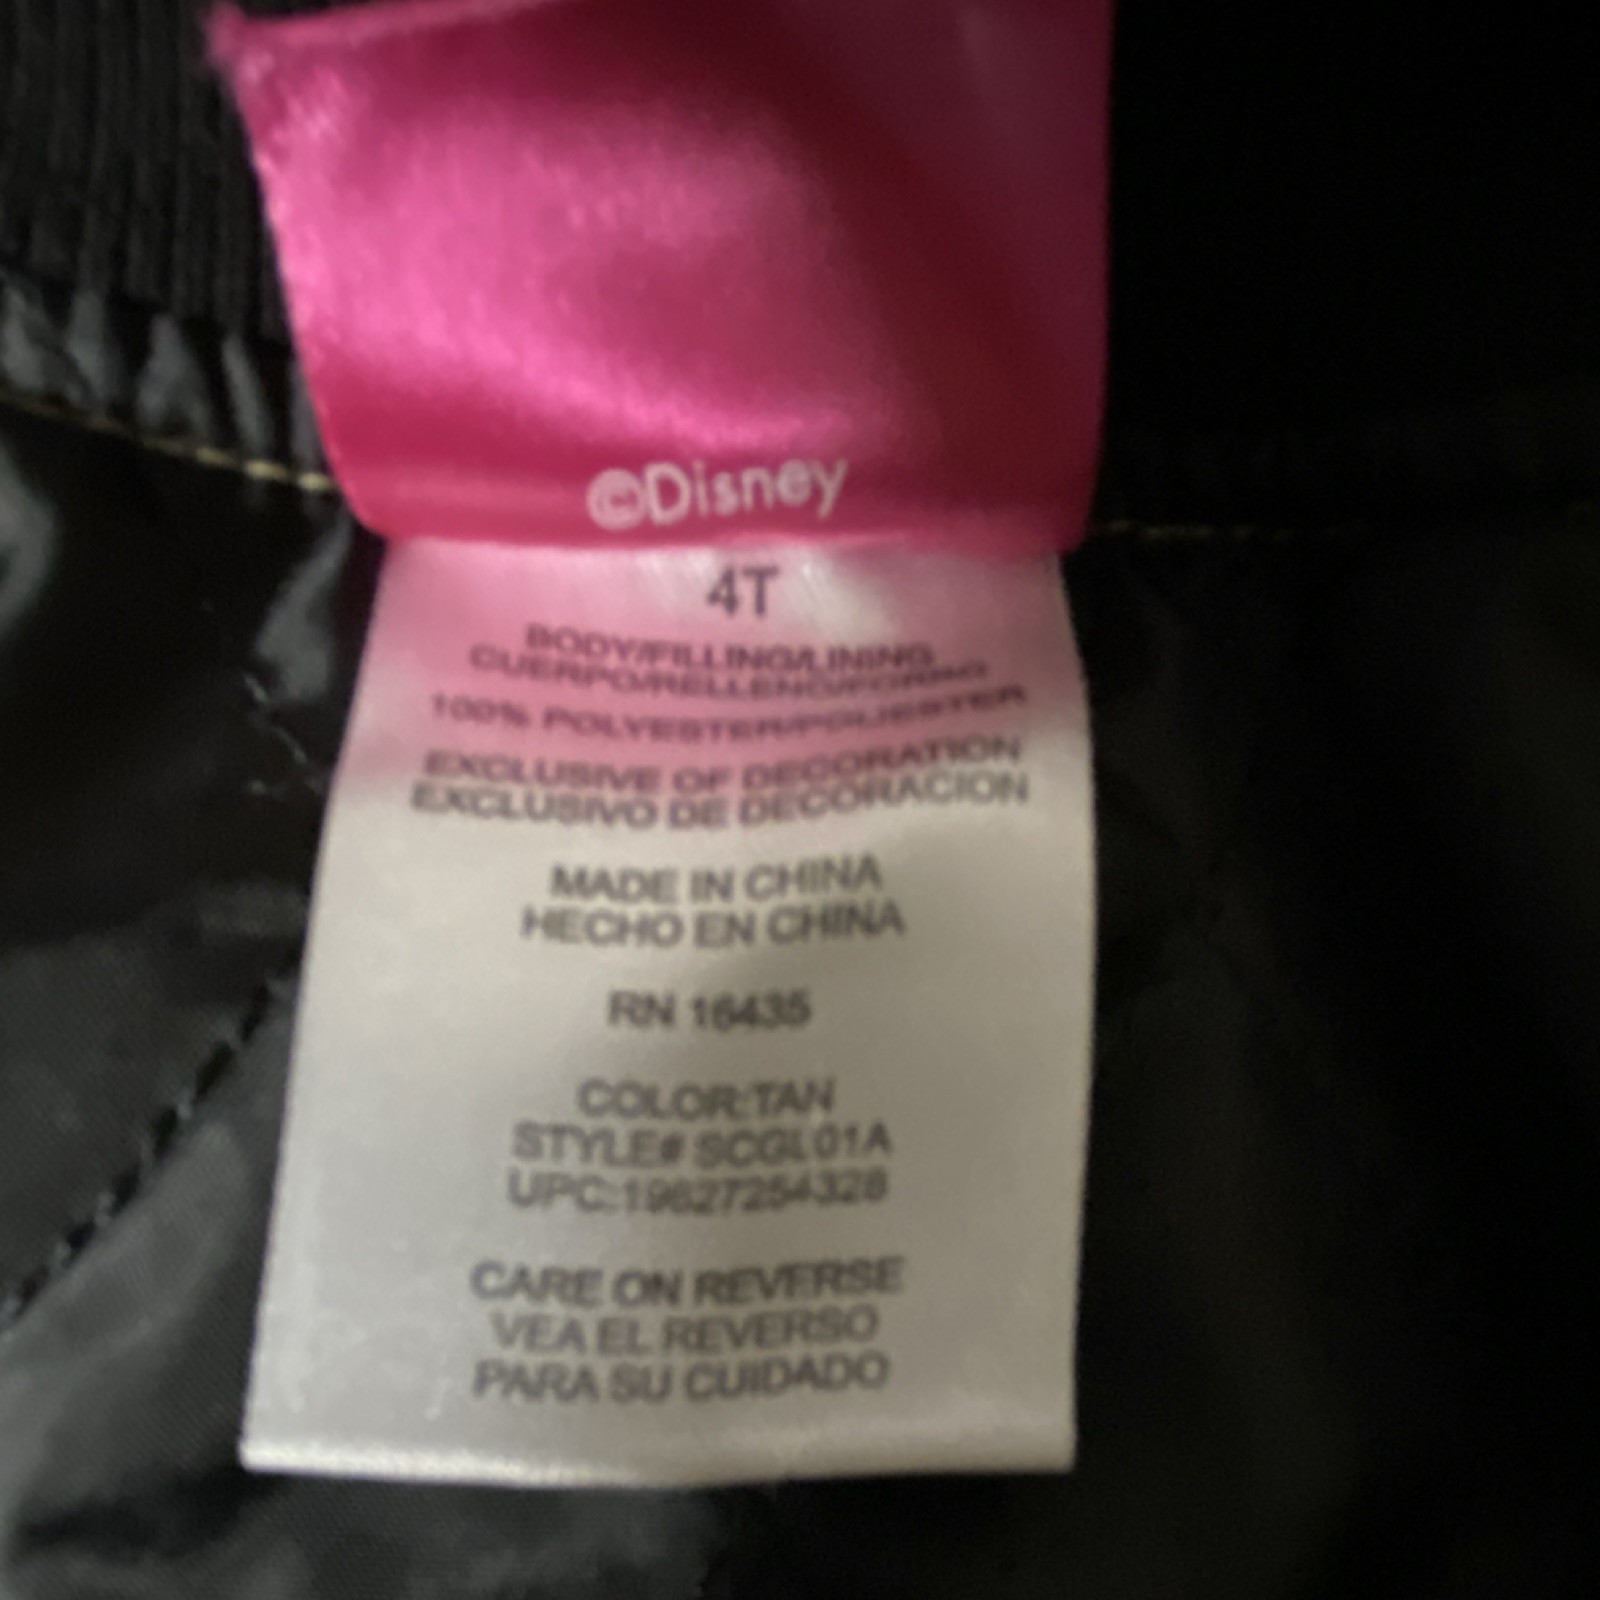 ©Disney
4T
BODY/FILLING/LINING
CUERPO/RELLENO/FORRO
100% POLYESTER/POLIESTER
EXCLUSIVE OF DECORATION
EXCLUSIVO DE DECORACION
MADE IN CHINA
HECHO EN CHINA
RN 16435
COLOR:TAN
STYLE# SCGL01A
UPC:19627254328
CARE ON REVERSE
VEA EL REVERSO
PARA SU CUIDADO